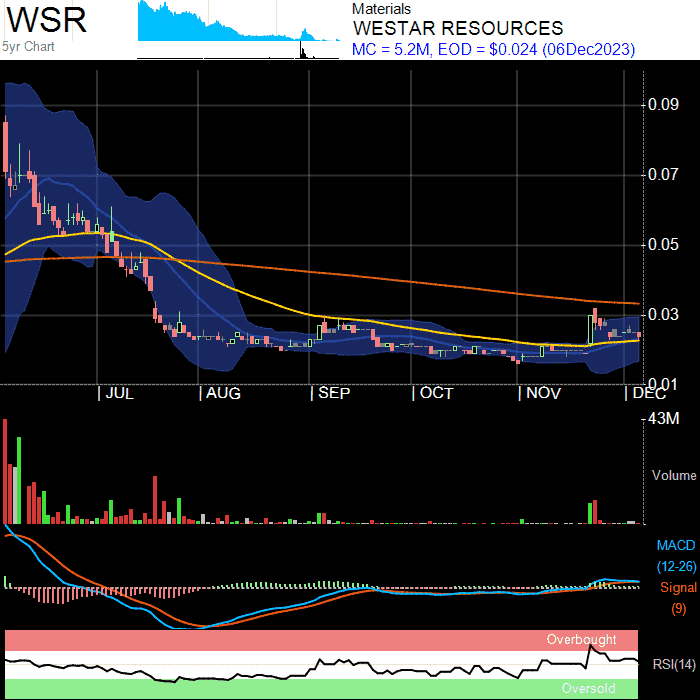 WSR
5yr Chart
Materials
WESTAR RESOURCES
MC = 5.2M, EOD = $0.024 (06Dec2023)
0.09
0.07
0.05
0.03
0.01
| JUL | AUG | SEP | OCT | NOV | DEC
43M
Volume
MACD
(12-26)
Signal
(9)
Overbought
RSI(14)
Oversold